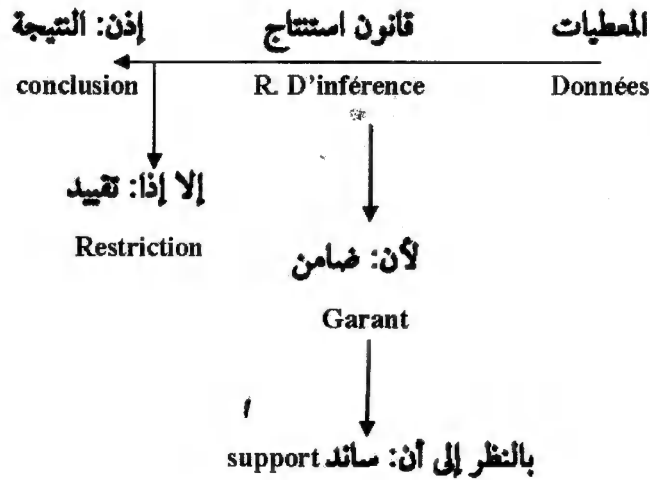 المعطيات قانون استنتاج إذن: النتيجة
Données R. D'inférence conclusion
إلا إذا: تقييد
Restriction
لأن: ضامن
Garant
بالنظر إلى أن: ساند support